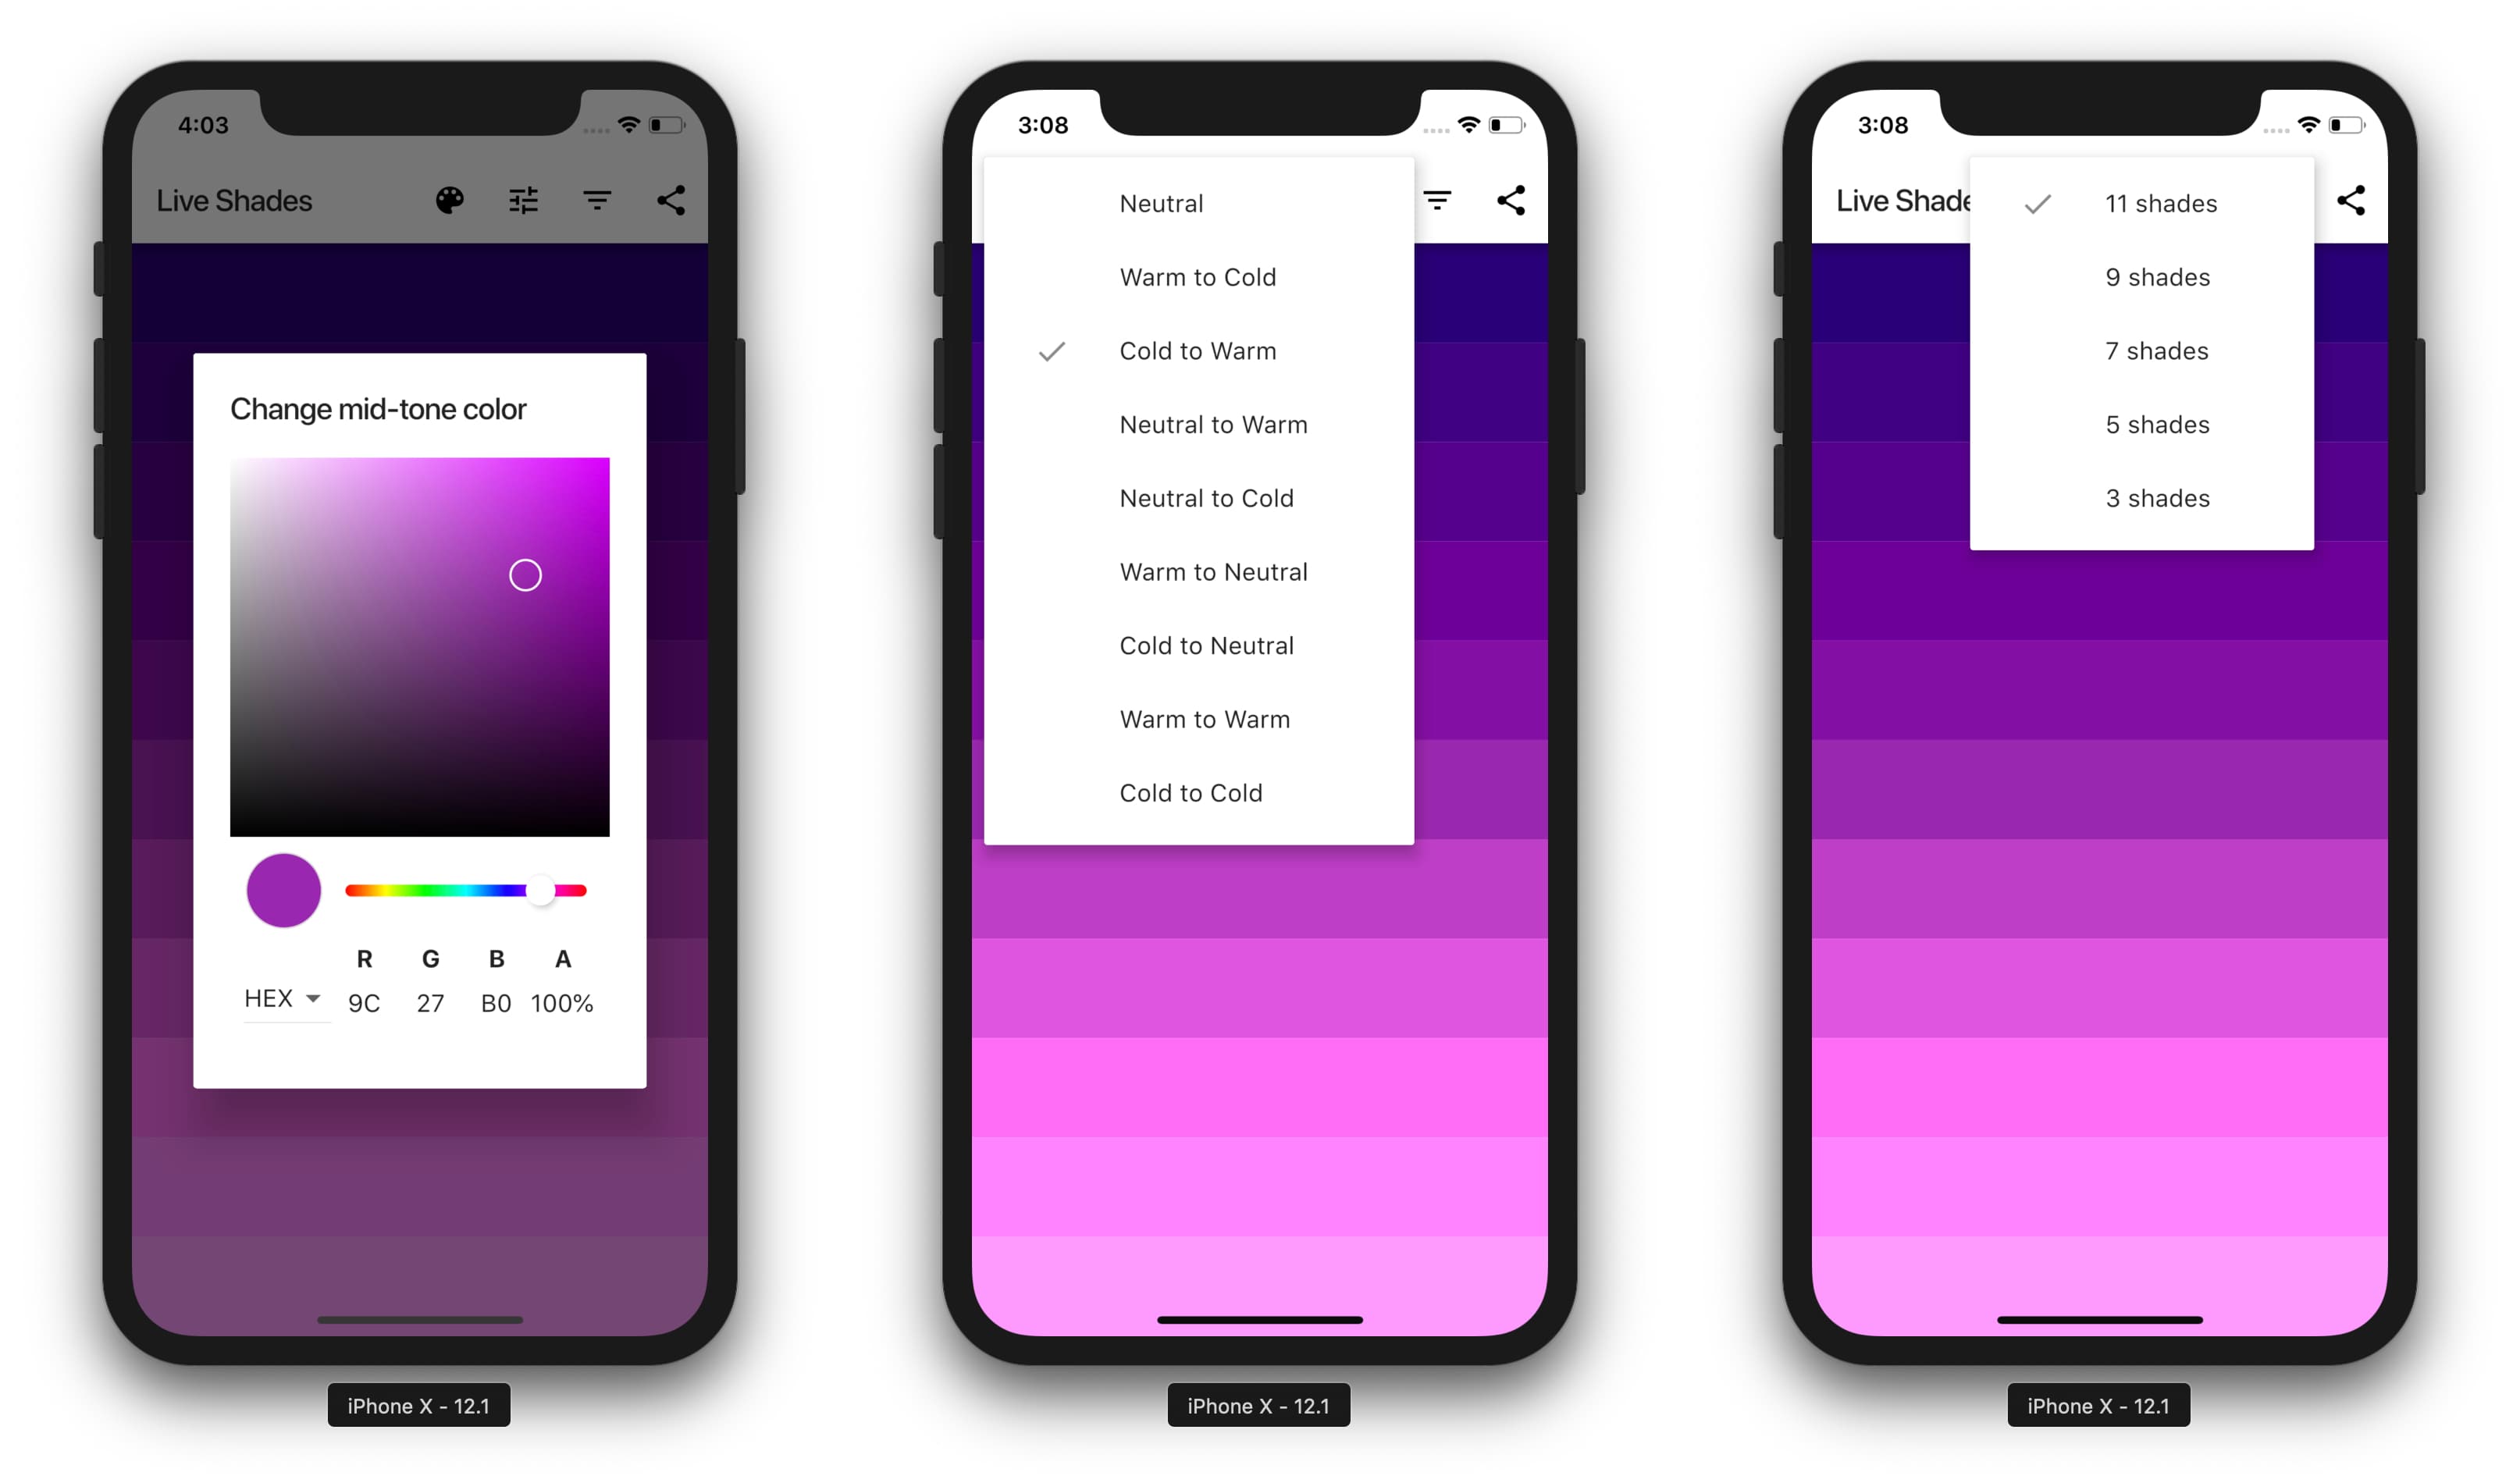 4:03
Live Shades
Change mid-tone color
R G B A
HEX 9C 27 B0 100%
iPhone X - 12.1
3:08
Neutral
Warm to Cold
Cold to Warm
Neutral to Warm
Neutral to Cold
Warm to Neutral
Cold to Neutral
Warm to Warm
Cold to Cold
iPhone X - 12.1
3:08
Live Shade
11 shades
9 shades
7 shades
5 shades
3 shades
iPhone X - 12.1